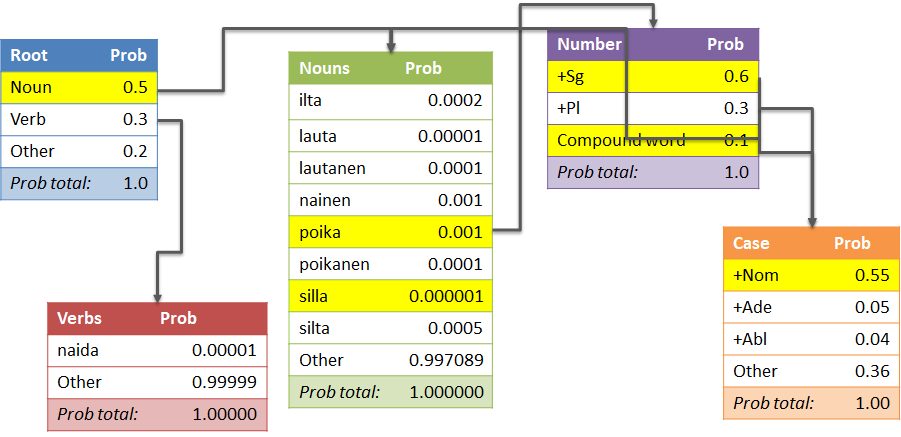 Root Prob
Noun 0.5
Verb 0.3
Other 0.2
Prob total: 1.0
Verbs Prob
naida 0.00001
Other 0.99999
Prob total: 1.00000
Nouns Prob
ilta 0.0002
lauta 0.00001
lautanen 0.0001
nainen 0.001
poika 0.001
poikanen 0.0001
silla 0.000001
silta 0.0005
Other 0.997089
Prob total: 1.000000
Number Prob
+Sg 0.6
+Pl 0.3
Compound word 0.1
Prob total: 1.0
Case Prob
+Nom 0.55
+Ade 0.05
+Abl 0.04
Other 0.36
Prob total: 1.00